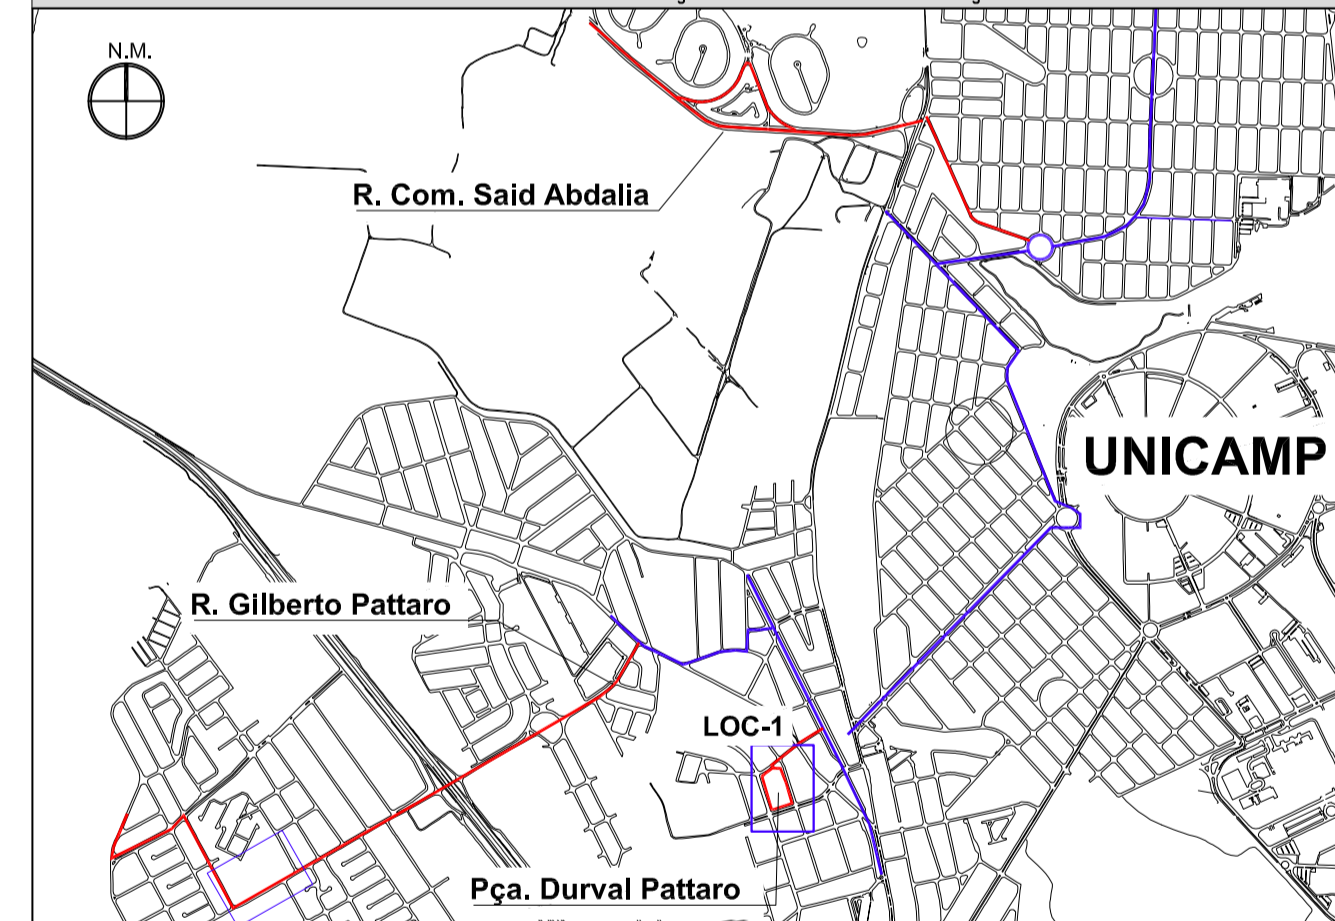 N.M.
R. Com. Said Abdalia
UNICAMP
R. Gilberto Pattaro
LOC-1
Pça. Durval Pattaro